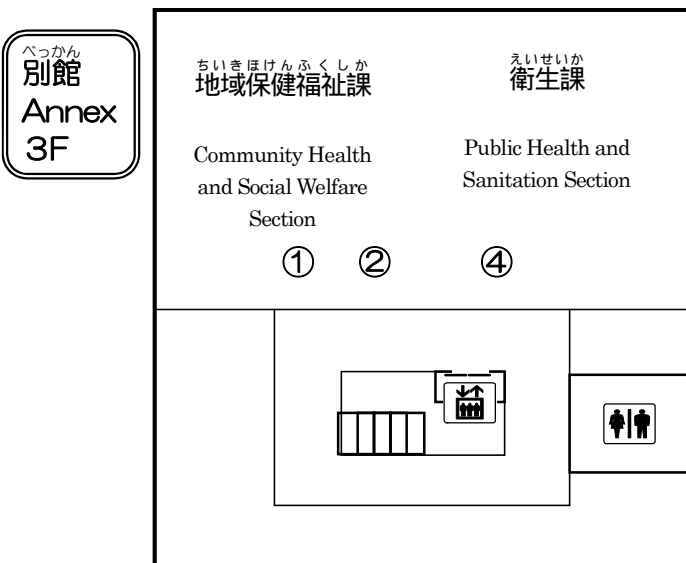 べっかん
別館
Annex
3F
ちいきほけんふくしか
地域保健福祉課
Community Health
and Social Welfare
Section
① ②
えいせいか
衛生課
Public Health and
Sanitation Section
④